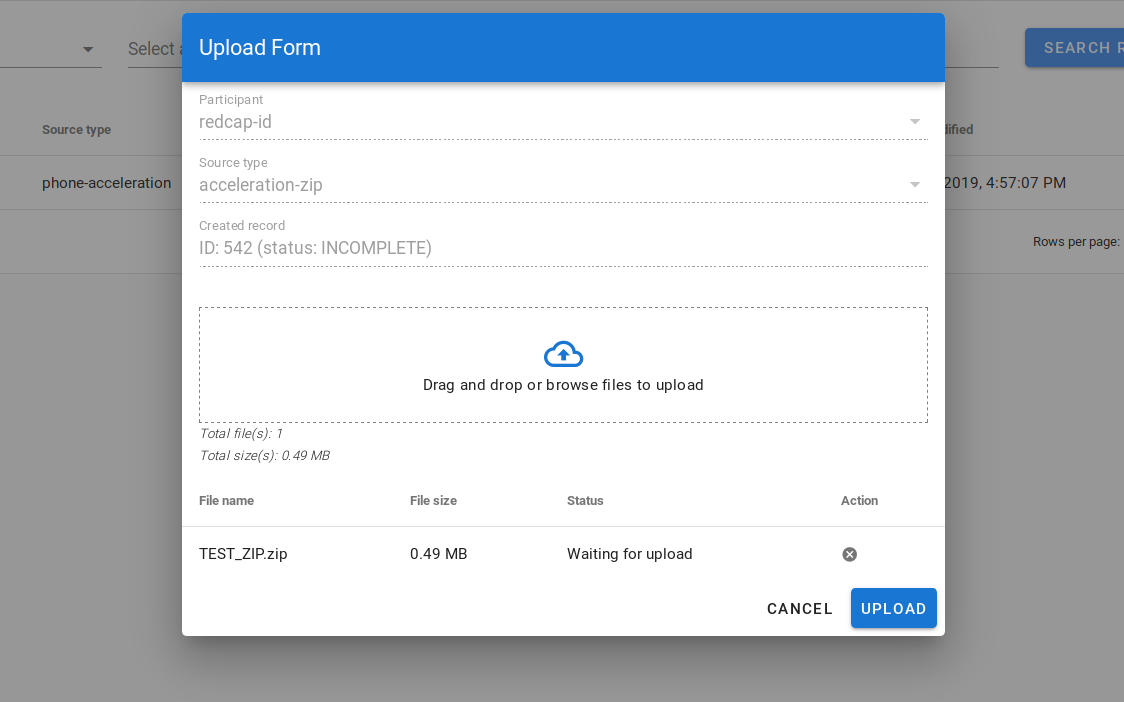 Select
SEARCH
Source type
phone-acceleration
2019, 4:57:07 PM
Rows per page:
Upload Form
Participant
redcap-id
Source type
acceleration-zip
Created record
ID: 542 (status: INCOMPLETE)
Drag and drop or browse files to upload
Total file(s): 1
Total size(s): 0.49 MB
File name File size Status Action
TEST_ZIP.zip 0.49 MB Waiting for upload
CANCEL UPLOAD